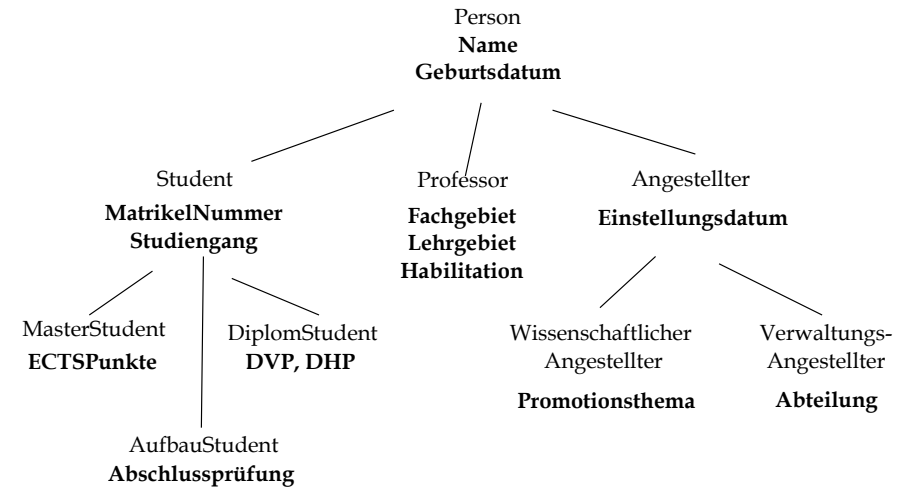 Person
Name
Geburtsdatum
Student
MatrikelNummer
Studiengang
Professor
Fachgebiet
Lehrgebiet
Habilitation
Angestellter
Einstellungsdatum
MasterStudent
ECTSPunkte
DiplomStudent
DVP, DHP
Wissenschaftlicher
Angestellter
Promotionsthema
Verwaltungs-
Angestellter
Abteilung
AufbauStudent
Abschlussprüfung